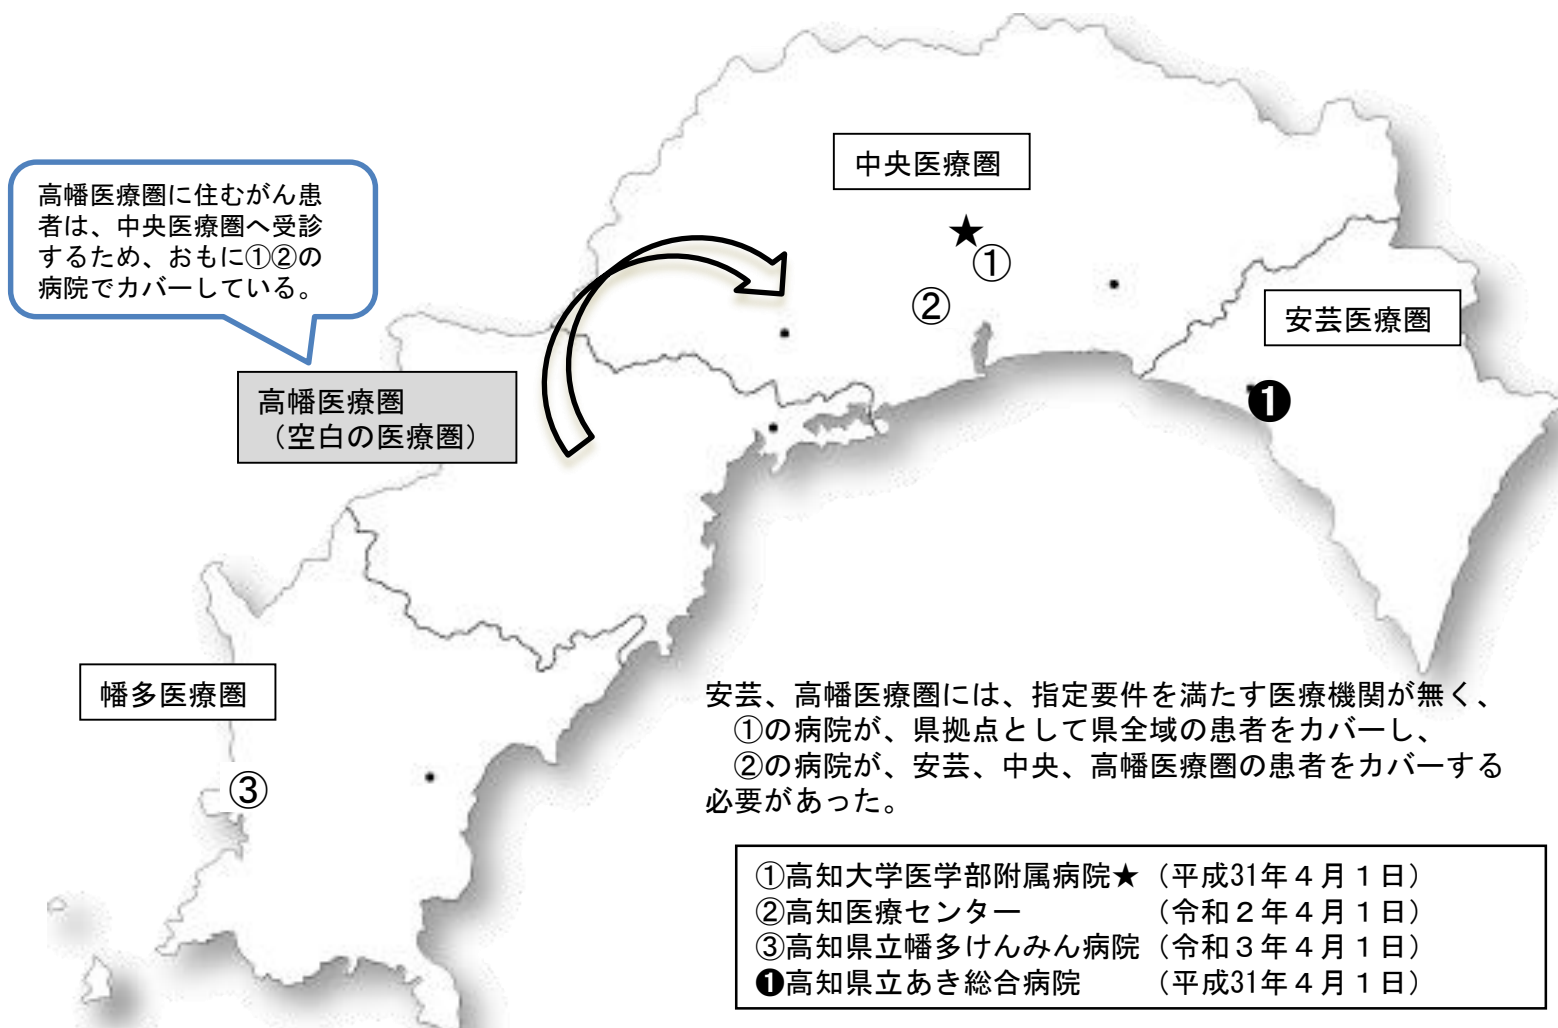 中央医療圏
高幡医療圏に住むがん患
者は、中央医療圏へ受診
するため、おもに①②の
病院でカバーしている。
★
①
②
安芸医療圏
高幡医療圏
（空白の医療圏）
❶
幡多医療圏
③
安芸、高幡医療圏には、指定要件を満たす医療機関が無く、
①の病院が、県拠点として県全域の患者をカバーし、
②の病院が、安芸、中央、高幡医療圏の患者をカバーする
必要があった。
①高知大学医学部附属病院★（平成31年４月１日）
②高知医療センター （令和２年４月１日）
③高知県立幡多けんみん病院（令和３年４月１日）
❶高知県立あき総合病院 （平成31年４月１日）